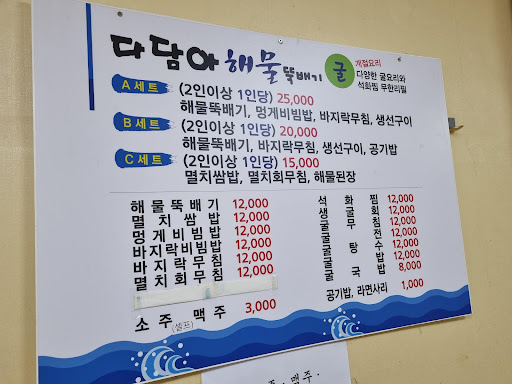 다담아 해물뚝배기 굴 계절요리
다양한 굴요리와
석화찜 무한리필
A세트 (2인이상 1인당) 25,000
해물뚝배기, 멍게비빔밥, 바지락무침, 생선구이
B세트 (2인이상 1인당) 20,000
해물뚝배기, 바지락무침, 생선구이, 공기밥
C세트 (2인이상 1인당) 15,000
멸치쌈밥, 멸치회무침, 해물된장
해물뚝배기 12,000
멸치쌈밥 12,000
멍게비빔밥 12,000
바지락비빔밥 12,000
바지락무침 12,000
멸치회무침 12,000
소주 맥주 3,000
(셀프)
석화찜 12,000
생굴회 12,000
굴무침 12,000
굴전 12,000
굴탕수 12,000
굴밥 12,000
굴국밥 8,000
공기밥, 라면사리 1,000
맥주.